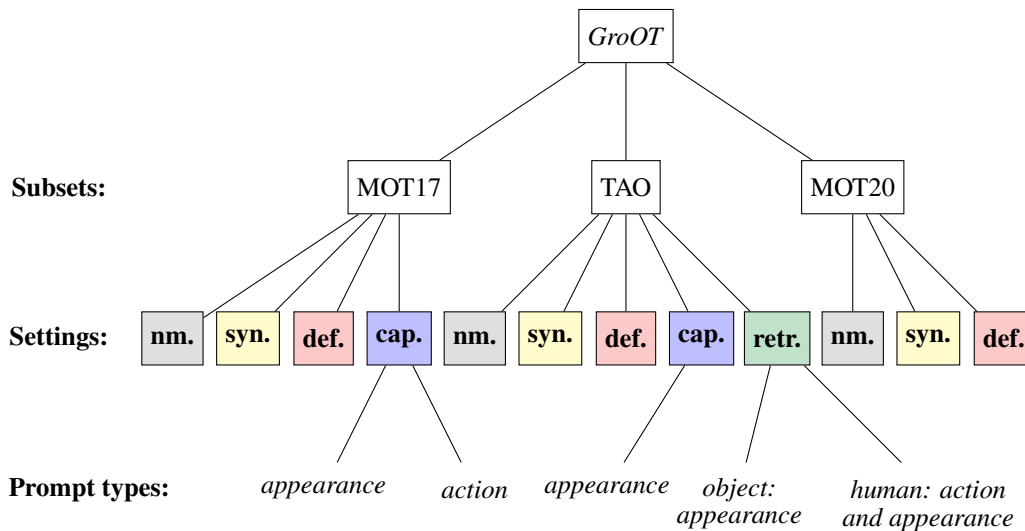 GroOT
Subsets: MOT17 TAO MOT20
Settings: nm. syn. def. cap. nm. syn. def. cap. retr. nm. syn. def.
Prompt types: appearance action appearance object: human: action
appearance and appearance